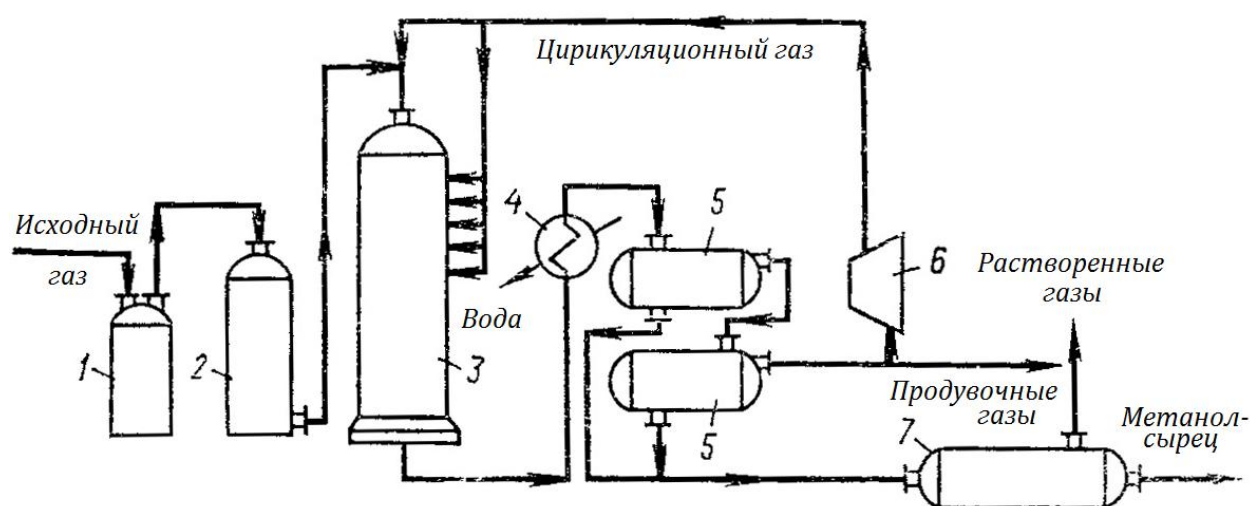 Цирикуляционный газ
Исходный
газ
1
2
3
4
Вода
5
5
6
Растворенные
газы
Продувочные
газы
7
Метанол-
сырец